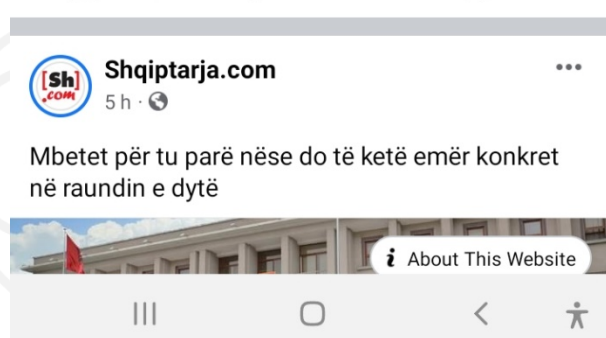 [Sh]
.com
Shqiptarja.com
5 h ·
Mbetet për tu parë nëse do të ketë emër konkret
në raundin e dytë
i About This Website